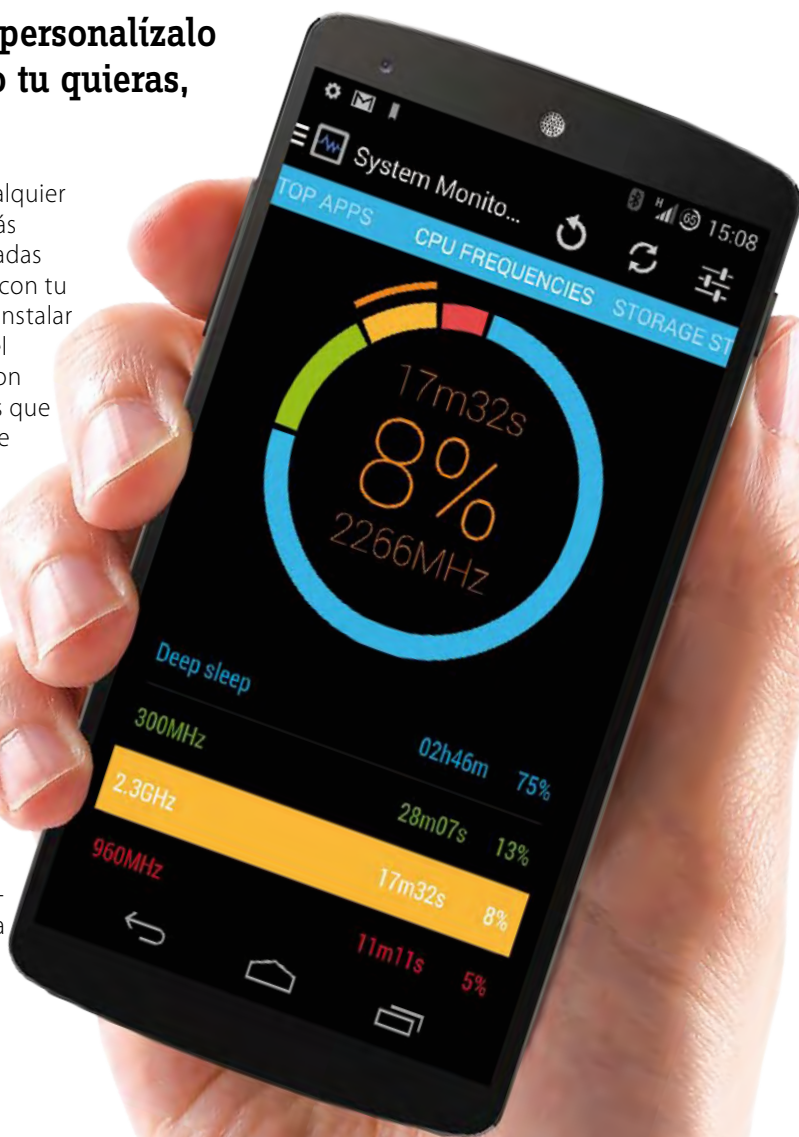 personalízalo
o tu quieras,
alquier
ás
adas
con tu
nstalar
el
on
s que
e
-
a
65 15:08
System Monito...
TOP APPS CPU FREQUENCIES STORAGE ST
17m32s
8%
2266MHz
Deep sleep 02h46m 75%
300MHz 28m07s 13%
2.3GHz 17m32s 8%
960MHz 11m11s 5%